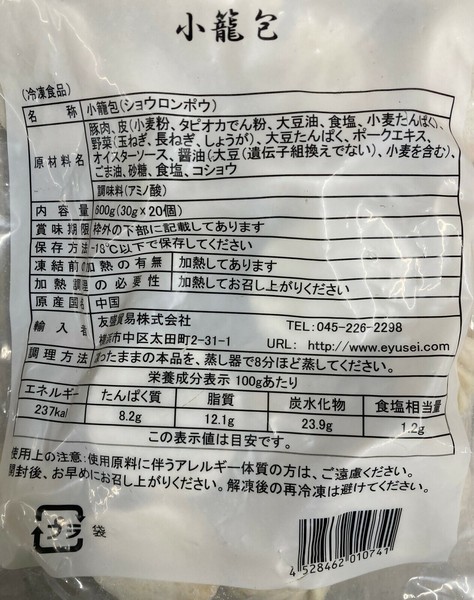 小龍包
(冷凍食品)
名 称 小籠包(ショウロンポウ)
原材料名 豚肉、皮(小麦粉、タピオカでん粉、大豆油、食塩、小麦たんぱく)、
野菜(玉ねぎ、長ねぎ、しょうが)、大豆たんぱく、ポークエキス、
オイスターソース、醤油(大豆(遺伝子組換えでない)、小麦を含む)、
ごま油、砂糖、食塩、コショウ
調味料(アミノ酸)
内 容 量 600g(30g×20個)
賞味期限 枠外の下部に記載してあります
保存方法 -18℃以下で保存してください
凍結前の加熱の有無 加熱してあります
加熱調理の必要性 加熱してお召し上がりください
原産国名 中国
輸 入 者 友盛貿易株式会社 TEL:045-226-2298
横浜市中区太田町2-31-1 URL: http://www.eyusei.com
調理方法 凍ったままの本品を、蒸し器で8分ほど蒸してください。
栄養成分表示 100gあたり
エネルギー たんぱく質 脂質 炭水化物 食塩相当量
237kal 8.2g 12.1g 23.9g 1.2g
この表示値は目安です。
使用上の注意:使用原料に伴うアレルギー体質の方は、ご遠慮ください。
開封後、お早めにお召し上がりください。解凍後の再冷凍は避けてください。
プラ 袋
4 528462 010741